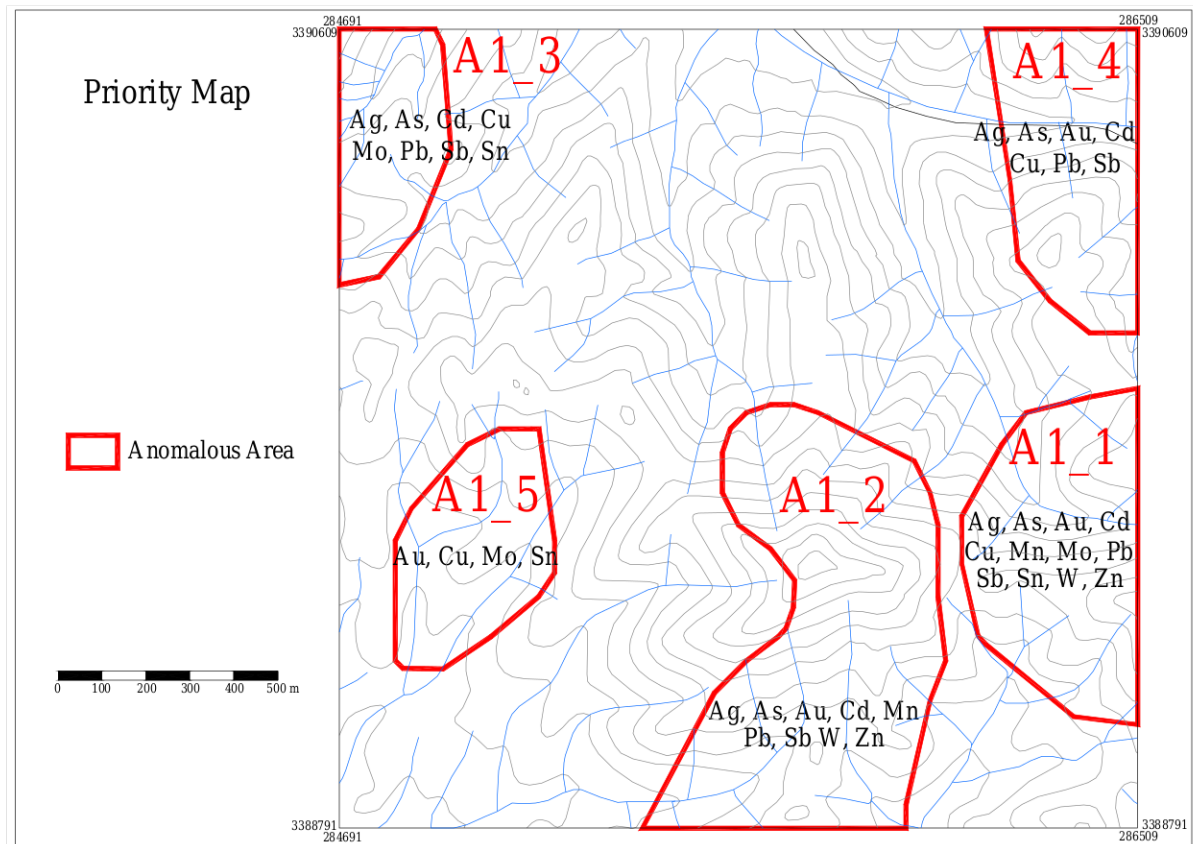 284691
286509
3390609
3390609
Priority Map
A1_3
A1_4
Ag, As, Cd, Cu
Mo, Pb, Sb, Sn
Ag, As, Au, Cd
Cu, Pb, Sb
Anomalous Area
A1_5
A1_2
A1_1
Au, Cu, Mo, Sn
Ag, As, Au, Cd
Cu, Mn, Mo, Pb
Sb, Sn, W, Zn
0 100 200 300 400 500 m
Ag, As, Au, Cd, Mn
Pb, Sb W, Zn
3388791
3388791
284691
286509